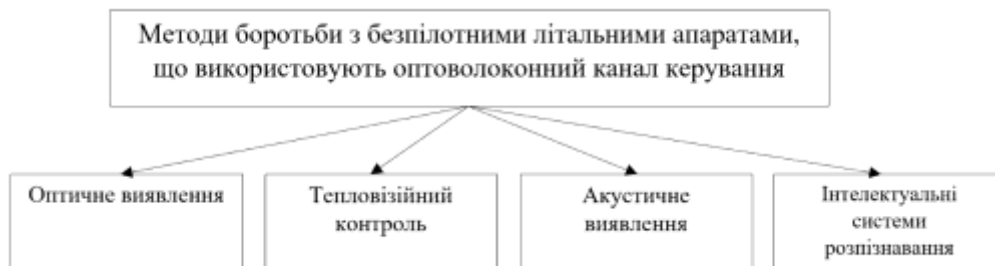 Методи боротьби з безпілотними літальними апаратами,
що використовують оптоволоконний канал керування
Оптичне виявлення
Тепловізійний
контроль
Акустичне
виявлення
Інтелектуальні
системи
розпізнавання